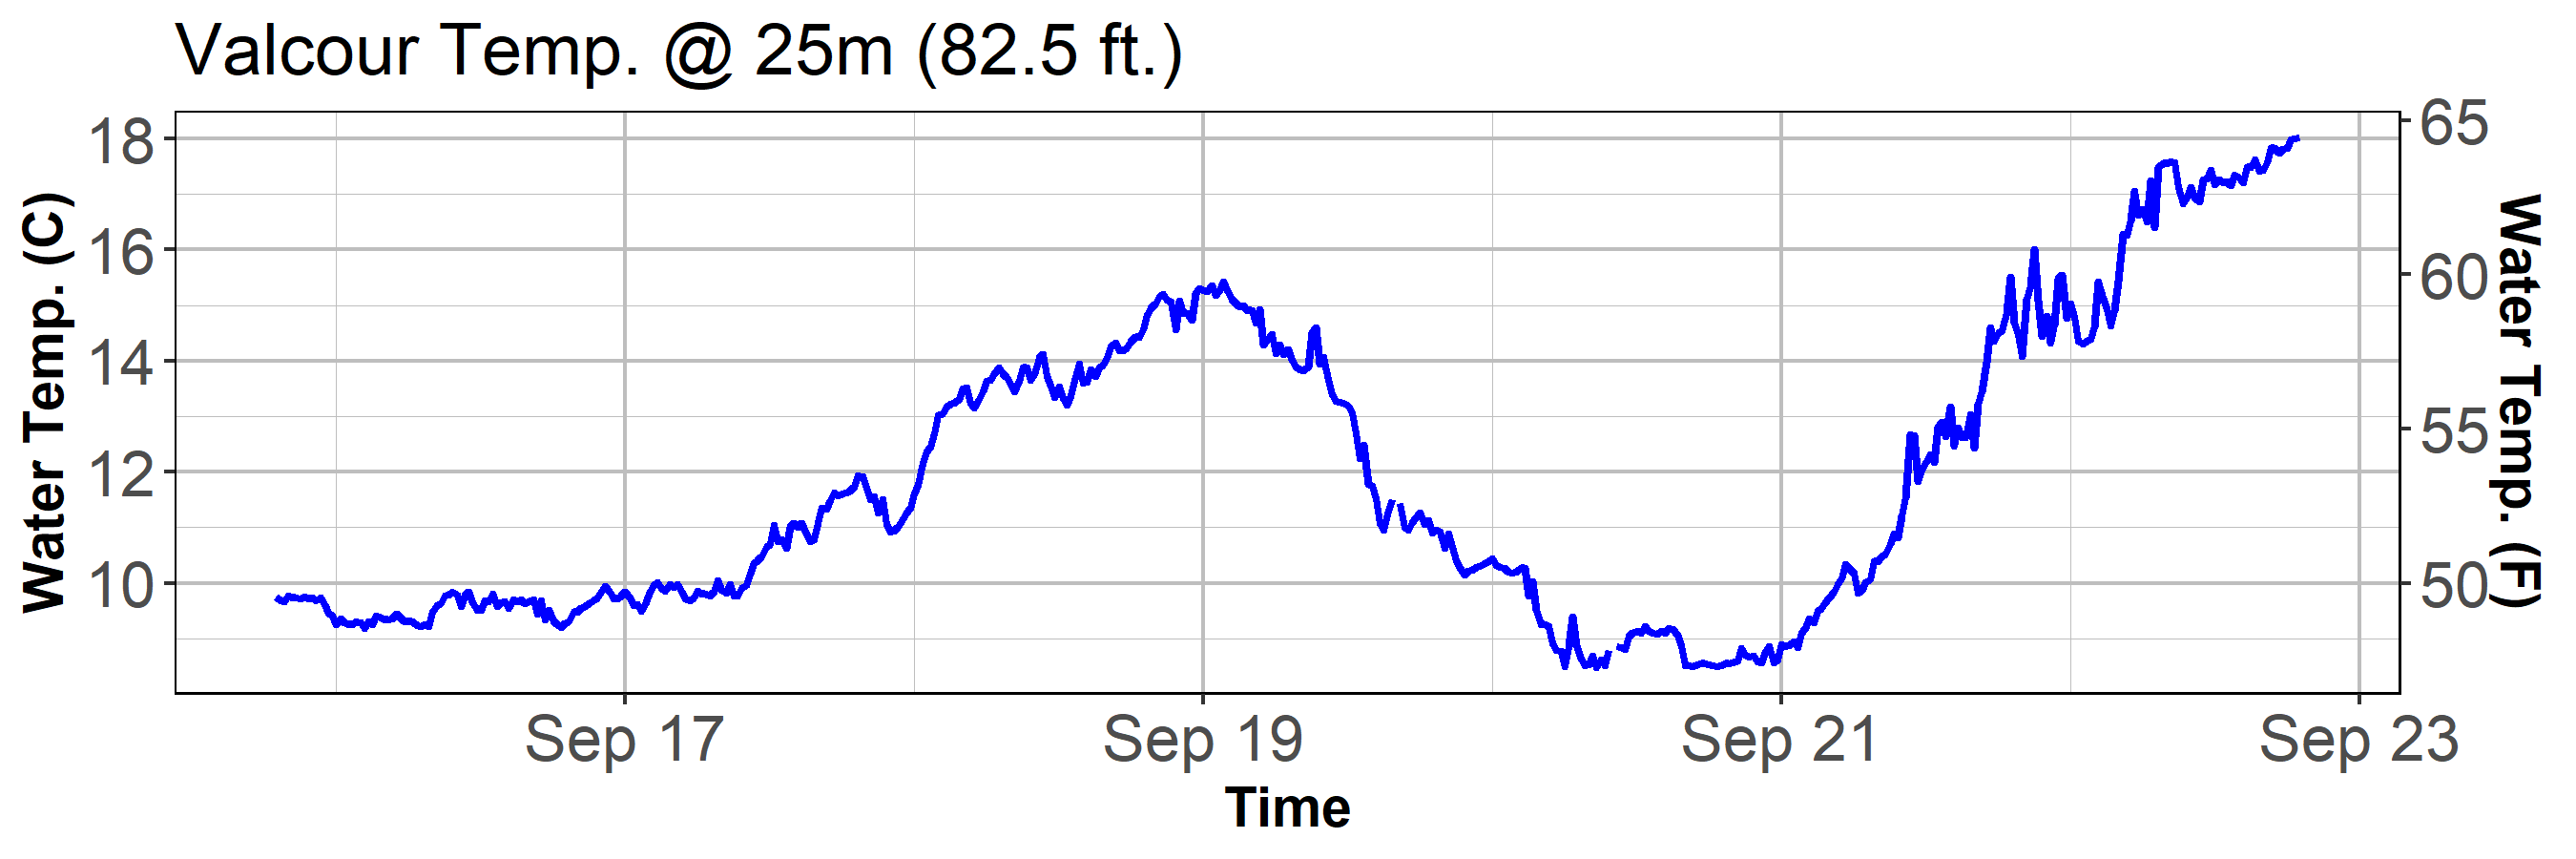 Valcour Temp. @ 25m (82.5 ft.)
18
16
14
12
10
Water Temp. (C)
65
60
55
50
Water Temp. (F)
Sep 17
Sep 19
Sep 21
Sep 23
Time